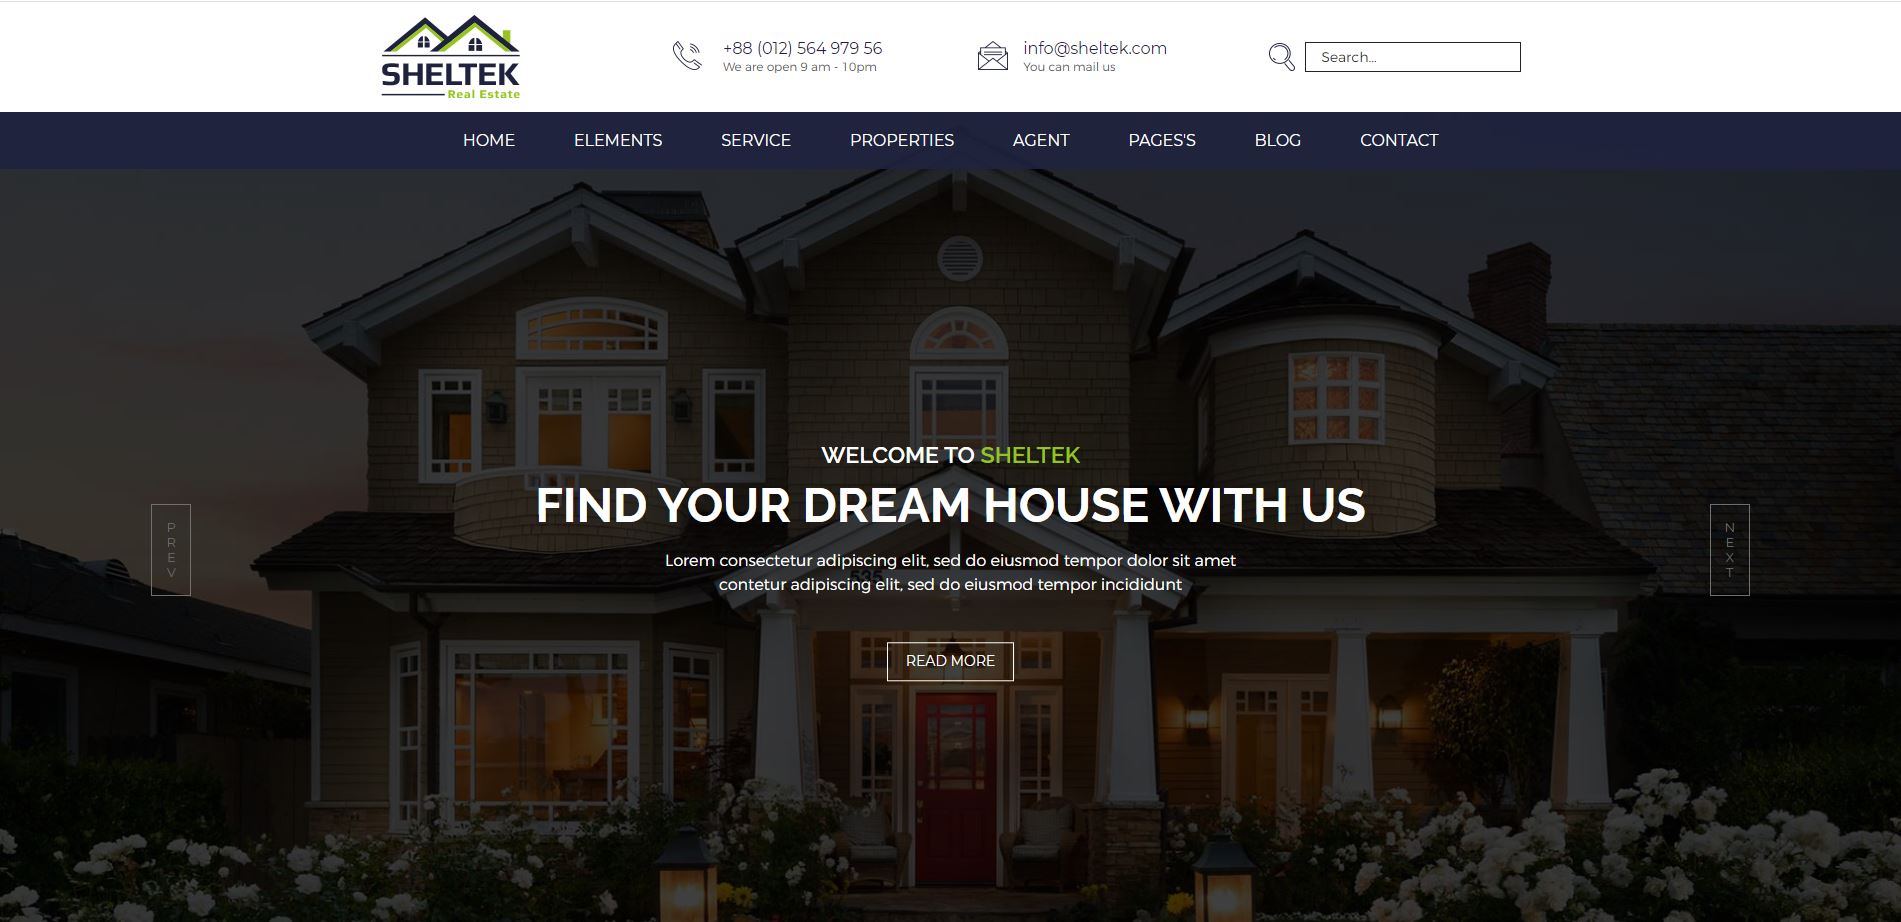 SHELTEK
Real Estate
+88 (012) 564 979 56
We are open 9 am - 10pm
info@sheltek.com
You can mail us
Search...
HOME ELEMENTS SERVICE PROPERTIES AGENT PAGES'S BLOG CONTACT
WELCOME TO SHELTEK
FIND YOUR DREAM HOUSE WITH US
Lorem consectetur adipiscing elit, sed do eiusmod tempor dolor sit amet
contetur adipiscing elit, sed do eiusmod tempor incididunt
535
READ MORE
PREV
NEXT